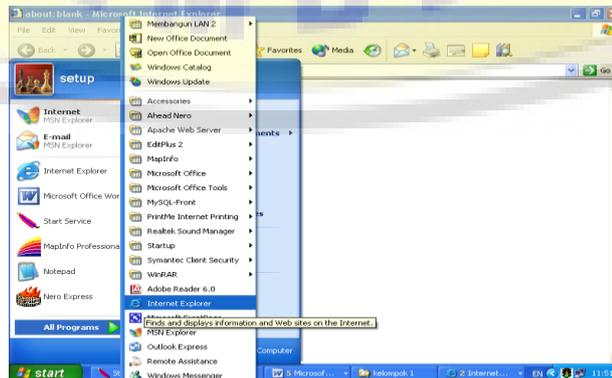 about:blank - Microsoft Internet Explorer
File Edit View Favor
Back
Favorites Media
Go
setup
Internet
MSN Explorer
E-mail
MSN Explorer
Internet Explorer
Microsoft Office Wor
Start Service
MapInfo Professiona
Notepad
Nero Express
All Programs
Membangun LAN 2
New Office Document
Open Office Document
Windows Catalog
Windows Update
Accessories
Ahead Nero
Apache Web Server
EditPlus 2
MapInfo
Microsoft Office
Microsoft Office Tools
MySQL-Front
PrintMe Internet Printing
Realtek Sound Manager
Startup
Symantec Client Security
WinRAR
Adobe Reader 6.0
Internet Explorer
Finds and displays information and Web sites on the Internet.
MSN Explorer
Outlook Express
Remote Assistance
Windows Messenger
ments
Computer
start
St
W 5 Microsof...
kelompok 1
2 Internet...
EN